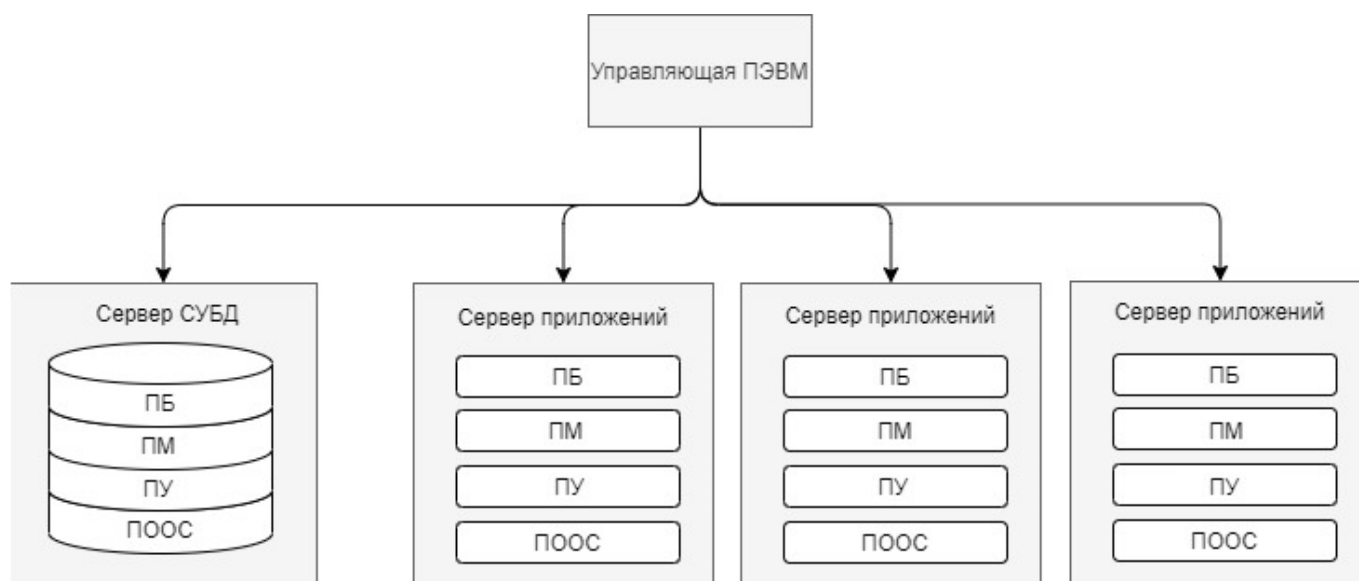 Управляющая ПЭВМ
Сервер СУБД
ПБ
ПМ
ПУ
ПООС
Сервер приложений
ПБ
ПМ
ПУ
ПООС
Сервер приложений
ПБ
ПМ
ПУ
ПООС
Сервер приложений
ПБ
ПМ
ПУ
ПООС